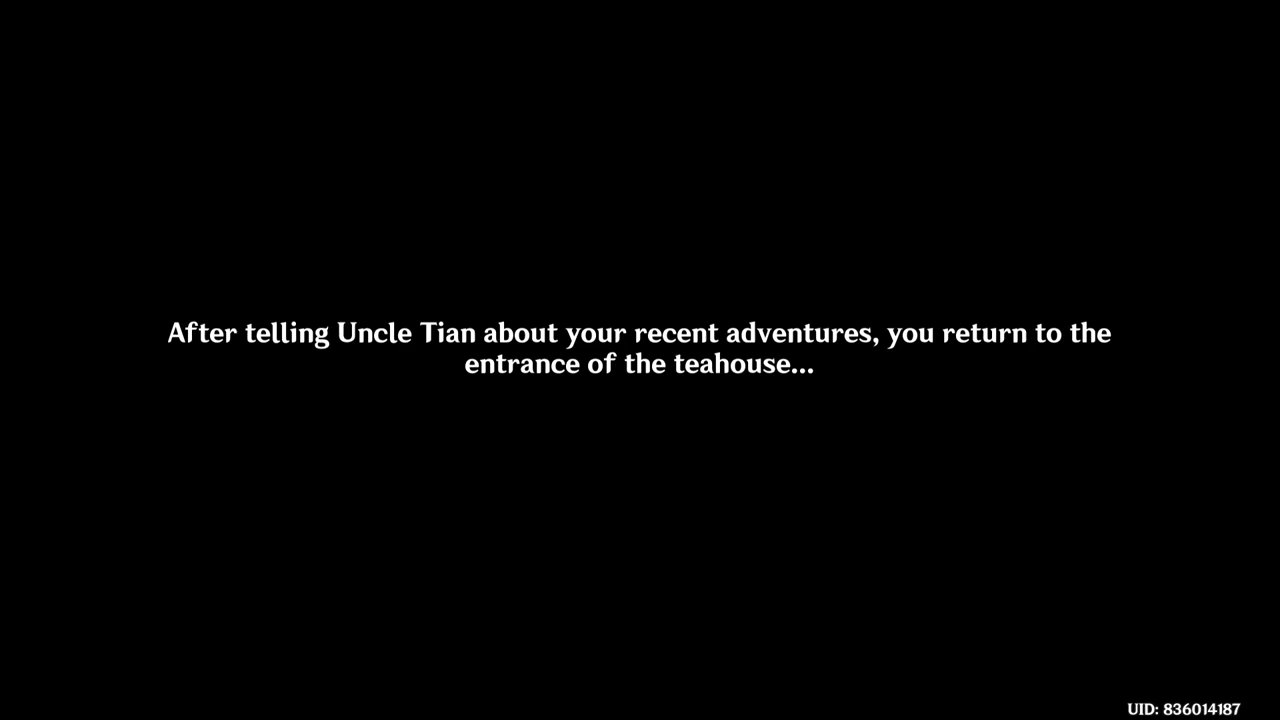 After telling Uncle Tian about your recent adventures, you return to the
entrance of the teahouse...
UID: 836014187